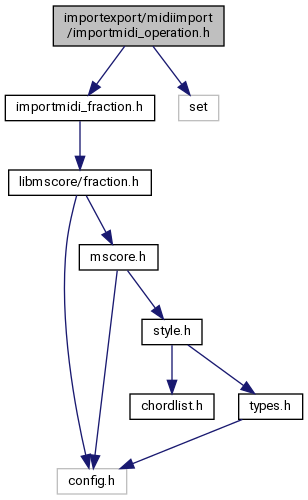 importexport/midiimport
/importmidi_operation.h
importmidi_fraction.h
set
libmscore/fraction.h
mscore.h
style.h
chordlist.h
types.h
config.h